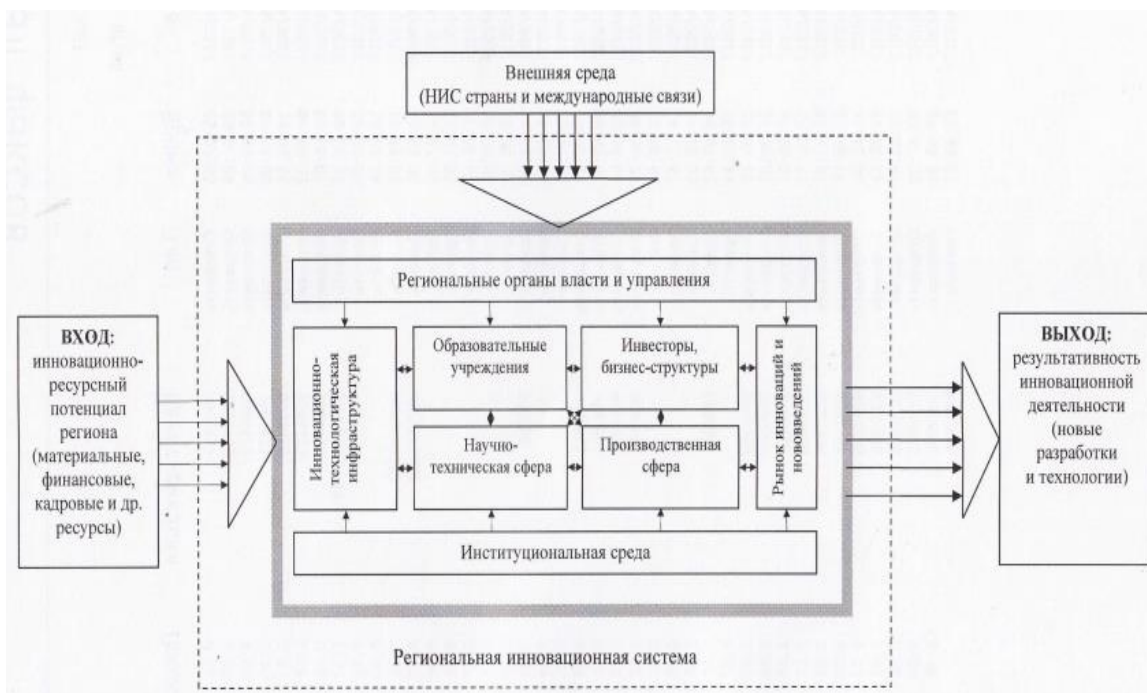 Внешняя среда
(НИС страны и международные связи)
Региональные органы власти и управления
ВХОД:
инновационно-
ресурсный
потенциал
региона
(материальные,
финансовые,
кадровые и др.
ресурсы)
Инновационно-
технологическая
инфраструктура
Образовательные
учреждения
Инвесторы,
бизнес-структуры
Научно-
техническая сфера
Производственная
сфера
Рынок инноваций и
нововведений
Институциональная среда
ВЫХОД:
результативность
инновационной
деятельности
(новые
разработки
и технологии)
Региональная инновационная система